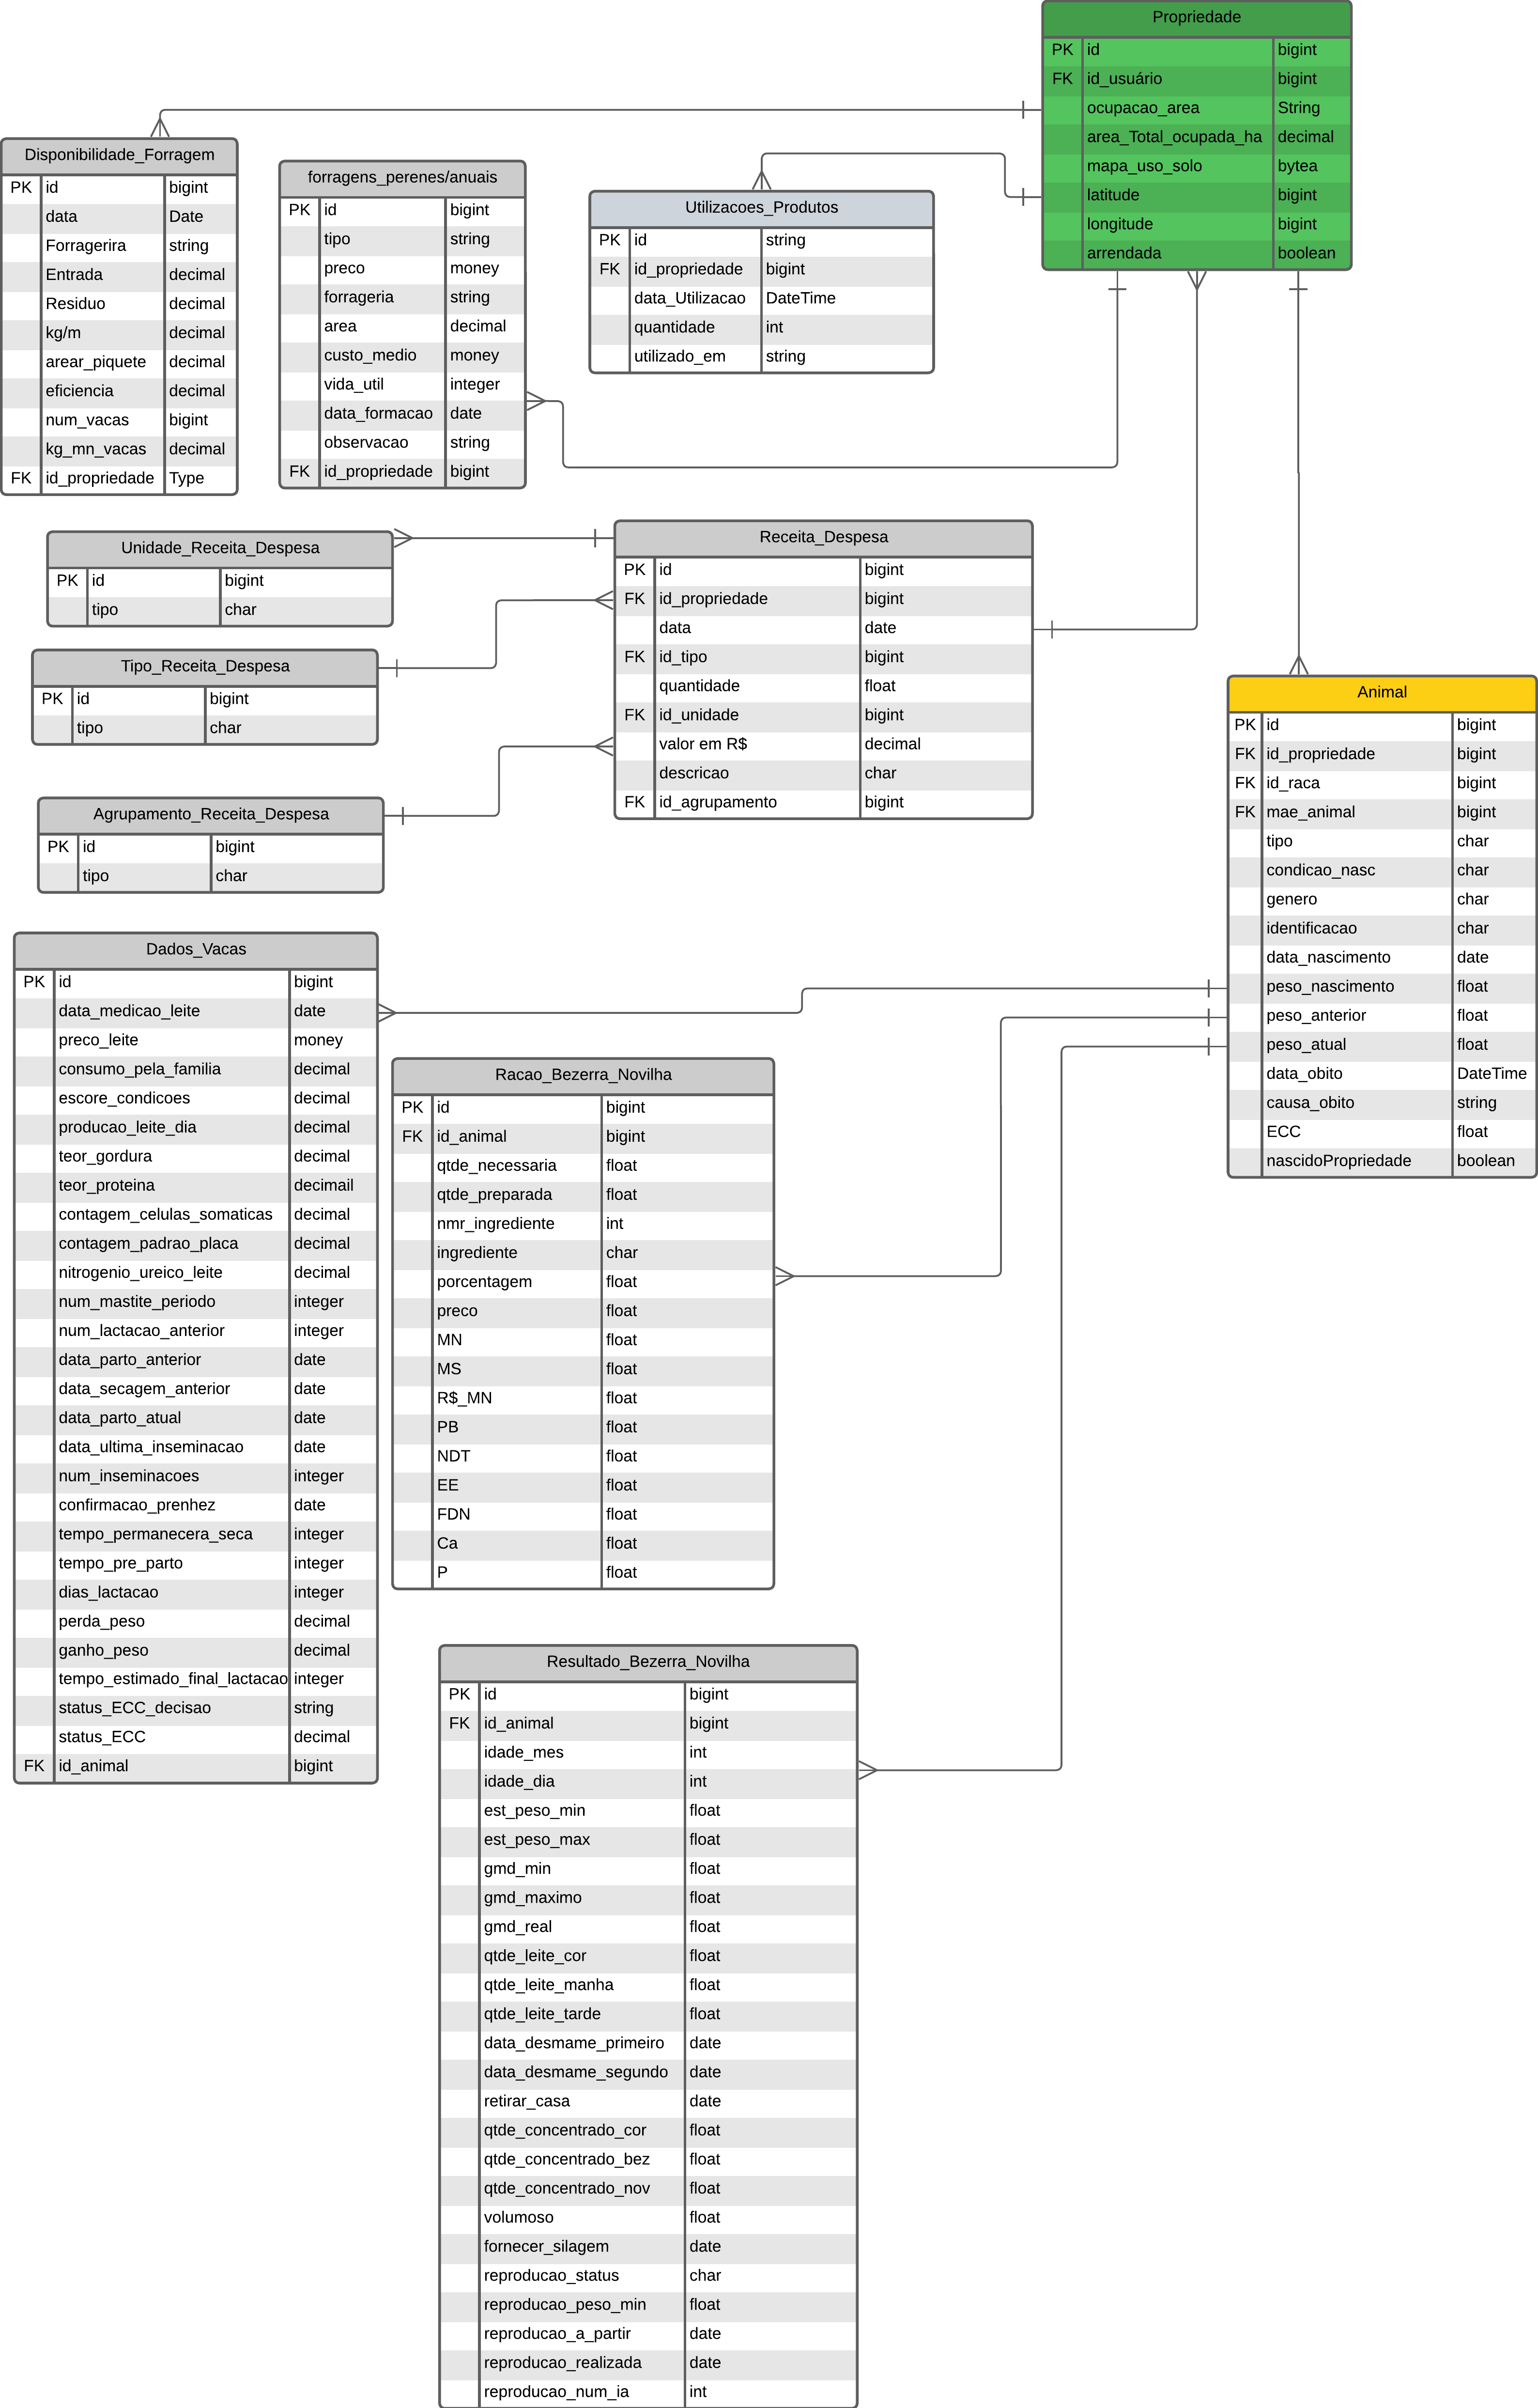 Propriedade
PK id bigint
FK id_usuário bigint
ocupacao_area String
area_Total_ocupada_ha decimal
mapa_uso_solo bytea
latitude bigint
longitude bigint
arrendada boolean
Disponibilidade_Forragem
PK id bigint
data Date
Forragerira string
Entrada decimal
Residuo decimal
kg/m decimal
arear_piquete decimal
eficiencia decimal
num_vacas bigint
kg_mn_vacas decimal
FK id_propriedade Type
forragens_perenes/anuais
PK id bigint
tipo string
preco money
forrageria string
area decimal
custo_medio money
vida_util integer
data_formacao date
observacao string
FK id_propriedade bigint
Utilizacoes_Produtos
PK id string
FK id_propriedade bigint
data_Utilizacao DateTime
quantidade int
utilizado_em string
Unidade_Receita_Despesa
PK id bigint
tipo char
Tipo_Receita_Despesa
PK id bigint
tipo char
Agrupamento_Receita_Despesa
PK id bigint
tipo char
Receita_Despesa
PK id bigint
FK id_propriedade bigint
data date
FK id_tipo bigint
quantidade float
FK id_unidade bigint
valor em R$ decimal
descricao char
FK id_agrupamento bigint
Animal
PK id bigint
FK id_propriedade bigint
FK id_raca bigint
FK mae_animal bigint
tipo char
condicao_nasc char
genero char
identificacao char
data_nascimento date
peso_nascimento float
peso_anterior float
peso_atual float
data_obito DateTime
causa_obito string
ECC float
nascidoPropriedade boolean
Dados_Vacas
PK id bigint
data_medicao_leite date
preco_leite money
consumo_pela_familia decimal
escore_condicoes decimal
producao_leite_dia decimal
teor_gordura decimal
teor_proteina decimail
contagem_celulas_somaticas decimal
contagem_padrao_placa decimal
nitrogenio_ureico_leite decimal
num_mastite_periodo integer
num_lactacao_anterior integer
data_parto_anterior date
data_secagem_anterior date
data_parto_atual date
data_ultima_inseminacao date
num_inseminacoes integer
confirmacao_prenhez date
tempo_permanecera_seca integer
tempo_pre_parto integer
dias_lactacao integer
perda_peso decimal
ganho_peso decimal
tempo_estimado_final_lactacao integer
status_ECC_decisao string
status_ECC decimal
FK id_animal bigint
Racao_Bezerra_Novilha
PK id bigint
FK id_animal bigint
qtde_necessaria float
qtde_preparada float
nmr_ingrediente int
ingrediente char
porcentagem float
preco float
MN float
MS float
R$_MN float
PB float
NDT float
EE float
FDN float
Ca float
P float
Resultado_Bezerra_Novilha
PK id bigint
FK id_animal bigint
idade_mes int
idade_dia int
est_peso_min float
est_peso_max float
gmd_min float
gmd_maximo float
gmd_real float
qtde_leite_cor float
qtde_leite_manha float
qtde_leite_tarde float
data_desmame_primeiro date
data_desmame_segundo date
retirar_casa date
qtde_concentrado_cor float
qtde_concentrado_bez float
qtde_concentrado_nov float
volumoso float
fornecer_silagem date
reproducao_status char
reproducao_peso_min float
reproducao_a_partir date
reproducao_realizada date
reproducao_num_ia int